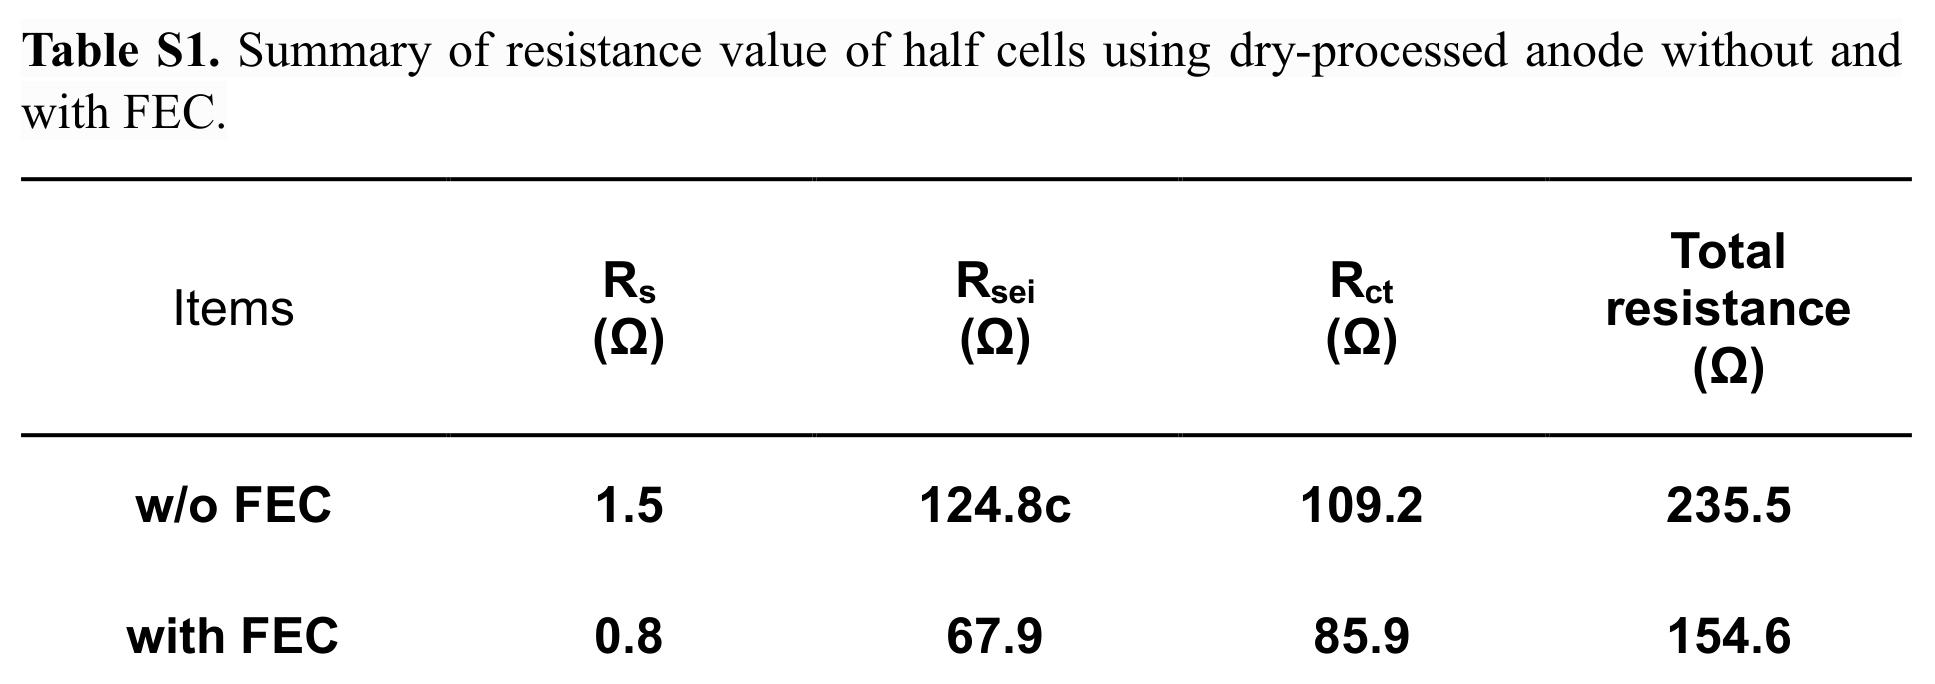 Table S1. Summary of resistance value of half cells using dry-processed anode without and
with FEC.
Items Rs (Ω) Rsei (Ω) Rct (Ω) Total resistance (Ω)
w/o FEC 1.5 124.8c 109.2 235.5
with FEC 0.8 67.9 85.9 154.6